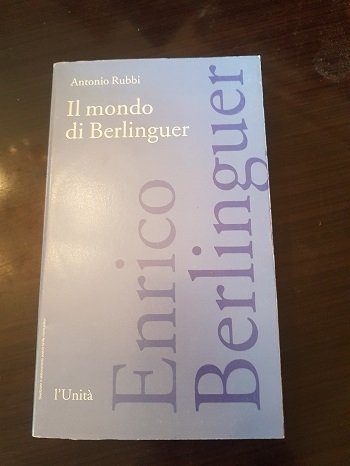 Antonio Rubbi
Il mondo
di Berlinguer
Enrico
Berlinguer
l'Unità